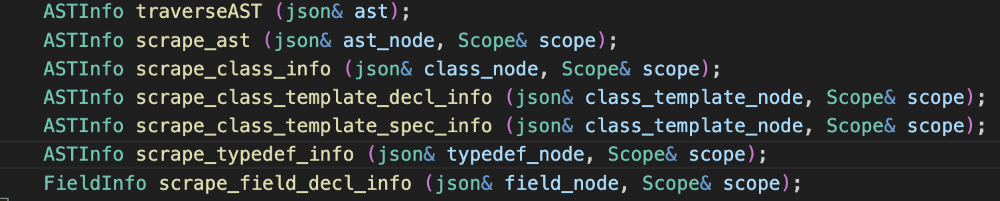 ASTInfo traverseAST (json& ast);
ASTInfo scrape_ast (json& ast_node, Scope& scope);
ASTInfo scrape_class_info (json& class_node, Scope& scope);
ASTInfo scrape_class_template_decl_info (json& class_template_node, Scope& scope);
ASTInfo scrape_class_template_spec_info (json& class_template_node, Scope& scope);
ASTInfo scrape_typedef_info (json& typedef_node, Scope& scope);
FieldInfo scrape_field_decl_info (json& field_node, Scope& scope);